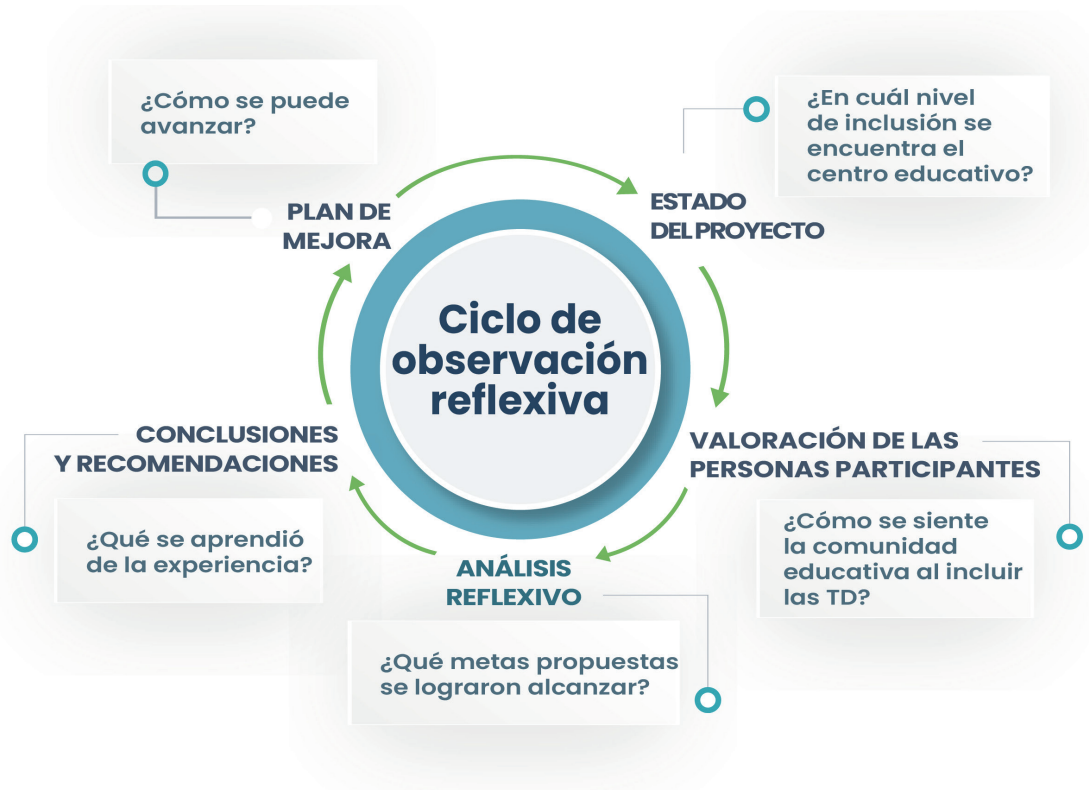 ¿Cómo se puede
avanzar?
¿En cuál nivel
de inclusión se
encuentra el
centro educativo?
PLAN DE
MEJORA
ESTADO
DEL PROYECTO
Ciclo de
observación
reflexiva
CONCLUSIONES
Y RECOMENDACIONES
VALORACIÓN DE LAS
PERSONAS PARTICIPANTES
¿Qué se aprendió
de la experiencia?
¿Cómo se siente
la comunidad
educativa al incluir
las TD?
ANÁLISIS
REFLEXIVO
¿Qué metas propuestas
se lograron alcanzar?